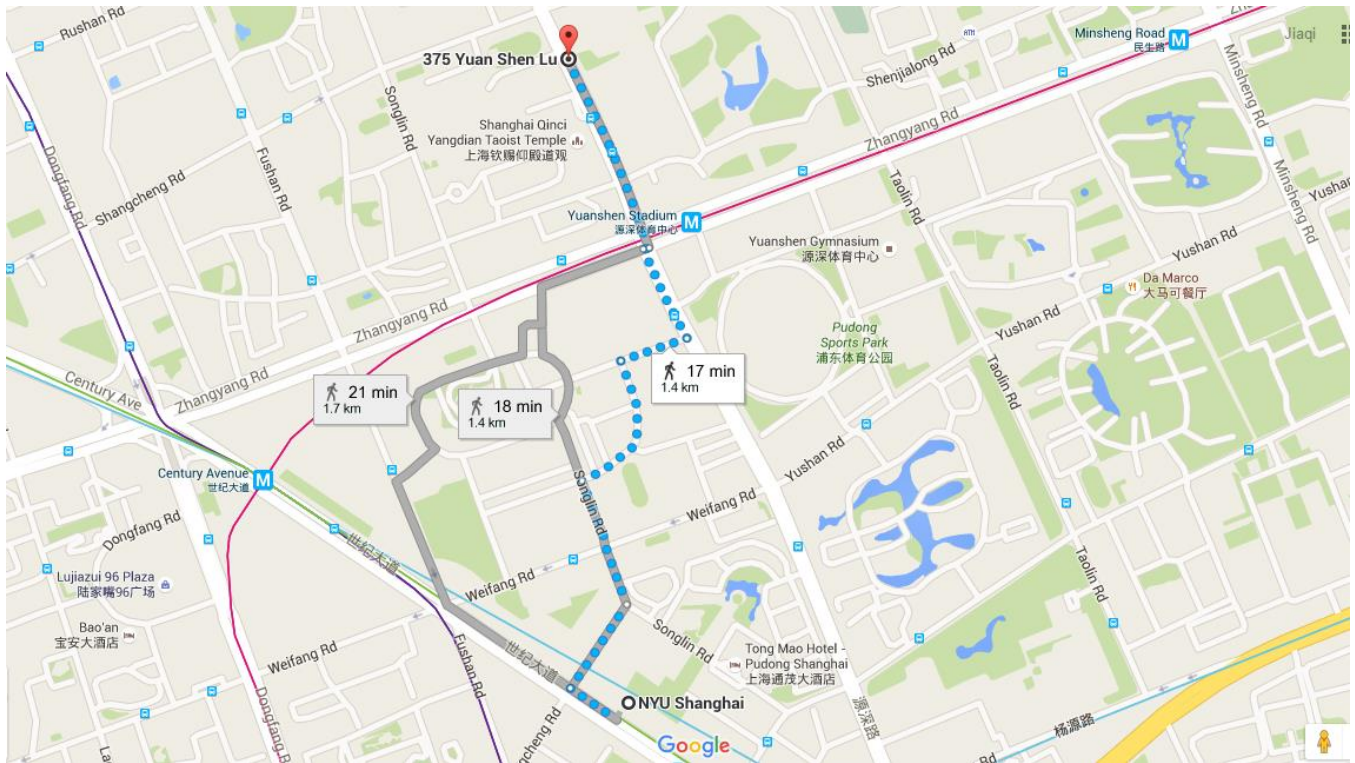 Rushan Rd
375 Yuan Shen Lu
ATH
Minsheng Road
民生路
Jiaqi
Shenjialong Rd
Minsheng Rd
Songlin Rd
Shanghai Qinci
Yangdian Taoist Temple
上海钦赐仰殿道观
Zhangyang Rd
Dongfang Rd
Fushan Rd
Shangcheng Rd
Taolin Rd
Minsheng Rd
Yushan
Yuanshen Stadium
源深体育中心
Yuanshen Gymnasium
源深体育中心
Yushan Rd
Da Marco
大马可餐厅
Zhangyang Rd
Pudong
Sports Park
浦东体育公园
Yushan Rd
Century Ave
Zhangyang Rd
21 min
1.7 km
18 min
1.4 km
17 min
1.4 km
Taolin Rd
Century Avenue
世纪大道
M
Songlin Rd
Yushan Rd
Weifang Rd
Dongfang Rd
世纪大道
Lujiazui 96 Plaza
陆家嘴96广场
Weifang Rd
Taolin Rd
Bao'an
宝安大酒店
Weifang Rd
Fushan Rd
世纪大道
Songlin Rd
Tong Mao Hotel -
Pudong Shanghai
上海通茂大酒店
NYU Shanghai
Dongfang
gcheng Rd
源深路
杨源路
Google